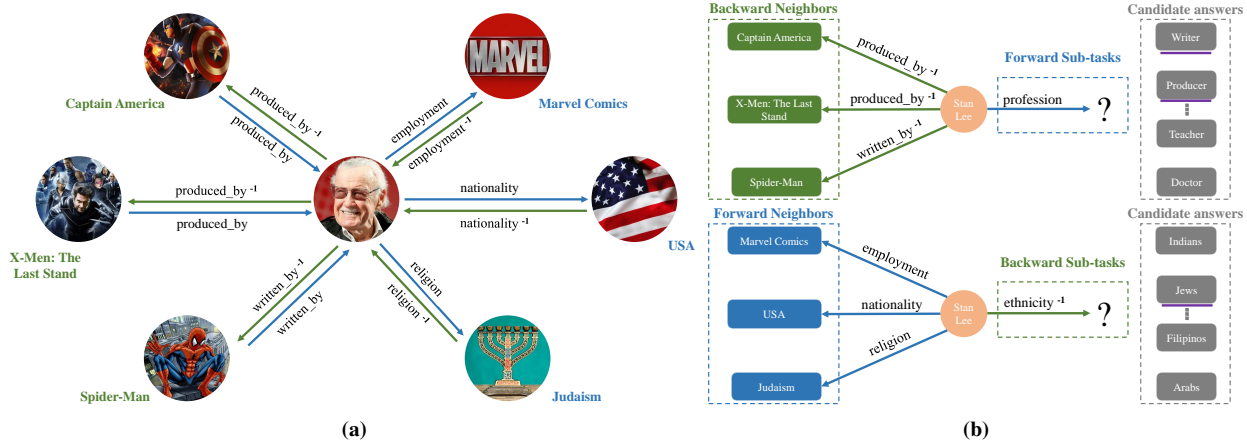 Captain America
MARVEL
Marvel Comics
produced_by -1
produced_by
employment
employment -1
X-Men: The
Last Stand
produced_by -1
produced_by
nationality
nationality -1
USA
written_by -1
written_by
religion
religion -1
Spider-Man
Judaism
(a)
Backward Neighbors
Captain America
X-Men: The Last
Stand
Spider-Man
produced_by -1
produced_by -1
written_by -1
Stan
Lee
Forward Sub-tasks
profession
?
Candidate answers
Writer
Producer
Teacher
Doctor
Forward Neighbors
Marvel Comics
USA
Judaism
employment
nationality
religion
Stan
Lee
Backward Sub-tasks
ethnicity -1
?
Candidate answers
Indians
Jews
Filipinos
Arabs
(b)